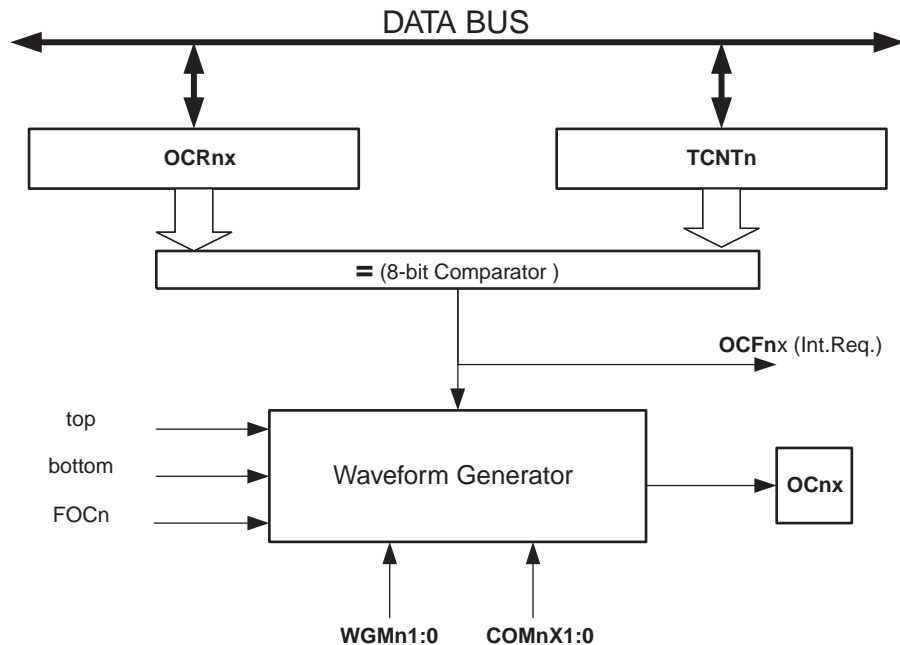 DATA BUS
OCRnx
TCNTn
= (8-bit Comparator )
OCFnx (Int.Req.)
top
bottom
FOCn
Waveform Generator
OCnx
WGMn1:0
COMnX1:0